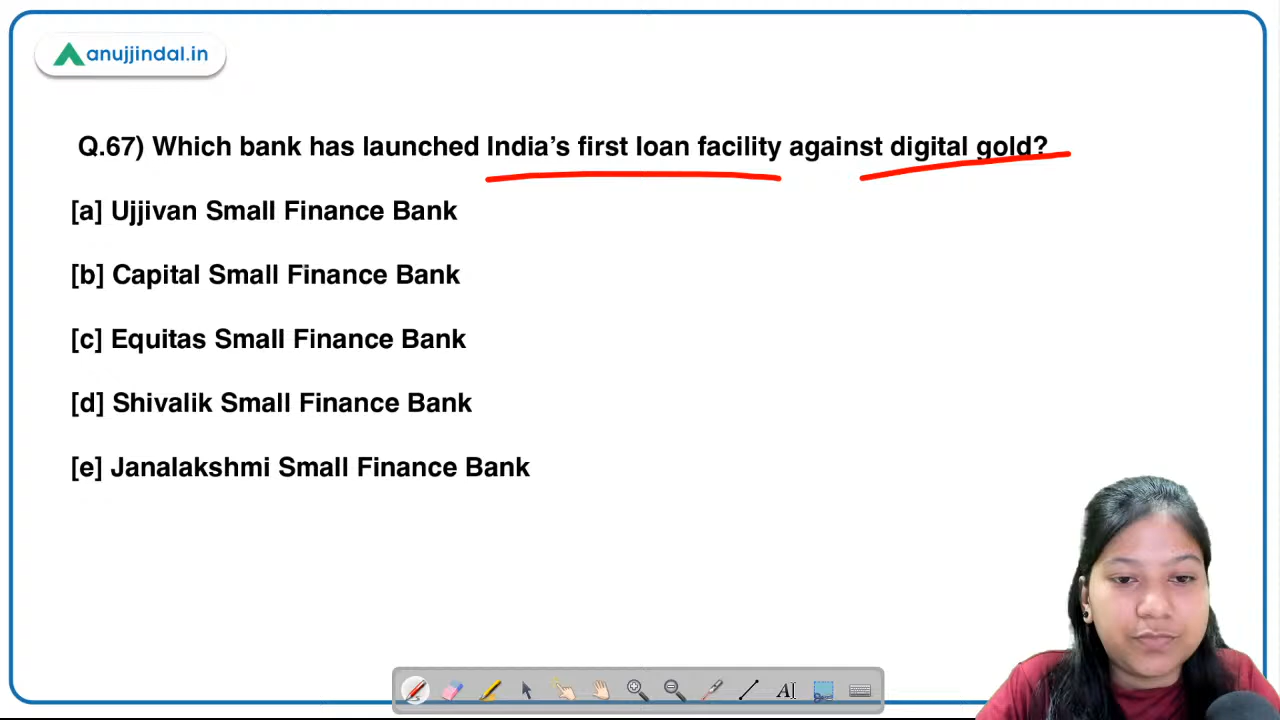 anujjindal.in
Q.67) Which bank has launched India’s first loan facility against digital gold?
[a] Ujjivan Small Finance Bank
[b] Capital Small Finance Bank
[c] Equitas Small Finance Bank
[d] Shivalik Small Finance Bank
[e] Janalakshmi Small Finance Bank